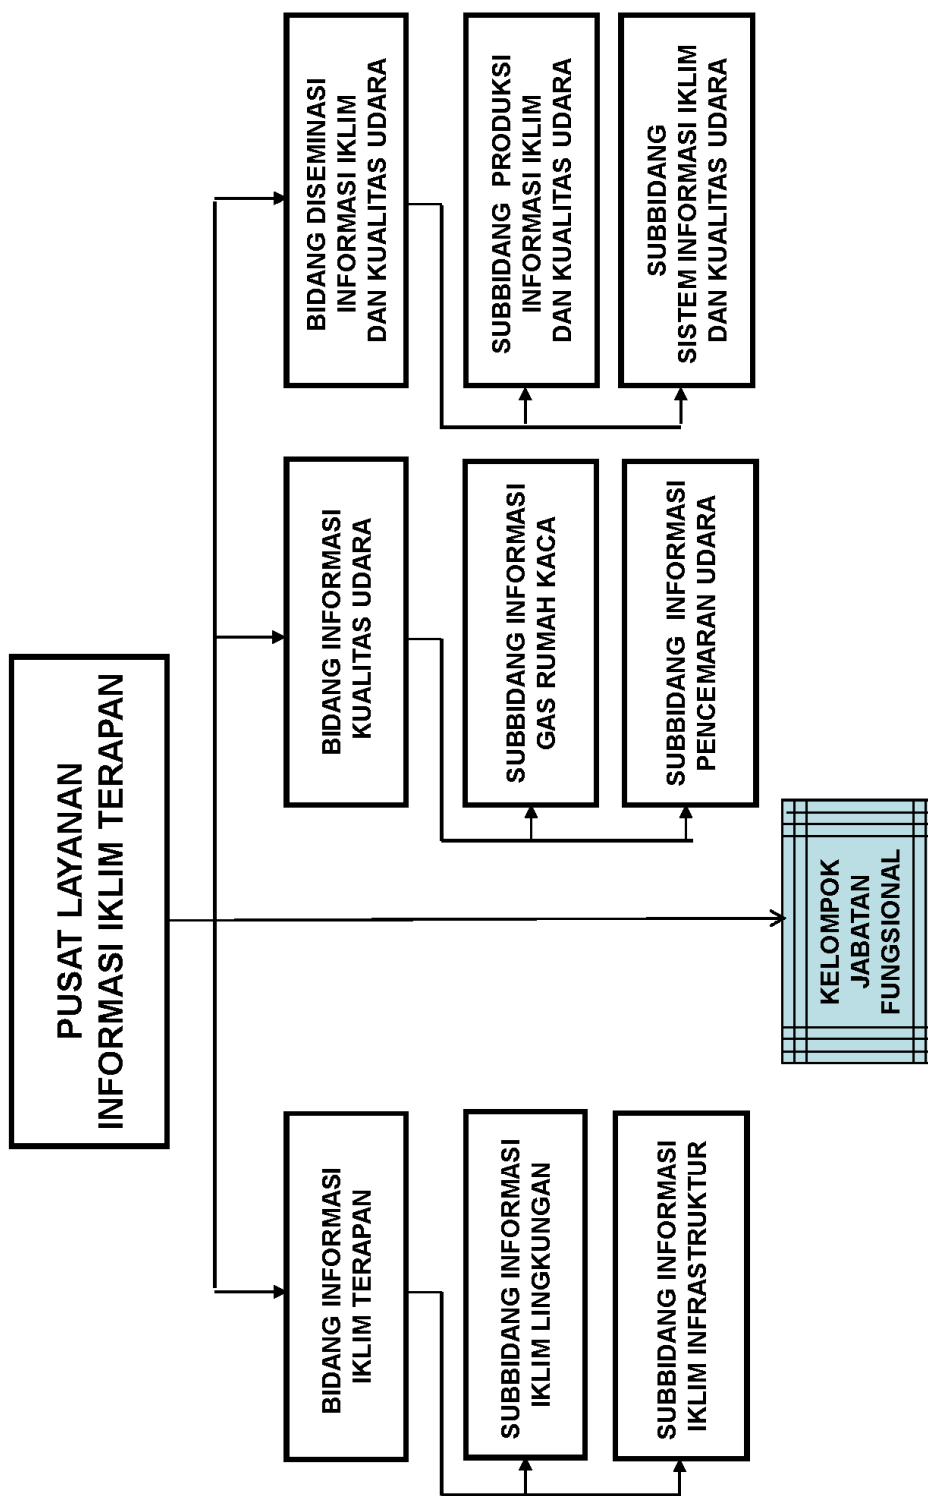 PUSAT LAYANAN
INFORMASI IKLIM TERAPAN
BIDANG INFORMASI
IKLIM TERAPAN
SUBBIDANG INFORMASI
IKLIM LINGKUNGAN
SUBBIDANG INFORMASI
IKLIM INFRASTRUKTUR
BIDANG INFORMASI
KUALITAS UDARA
SUBBIDANG INFORMASI
GAS RUMAH KACA
SUBBIDANG INFORMASI
PENCEMARAN UDARA
BIDANG DISEMINASI
INFORMASI IKLIM
DAN KUALITAS UDARA
SUBBIDANG PRODUKSI
INFORMASI IKLIM
DAN KUALITAS UDARA
SUBBIDANG
SISTEM INFORMASI IKLIM
DAN KUALITAS UDARA
KELOMPOK
JABATAN
FUNGSIONAL